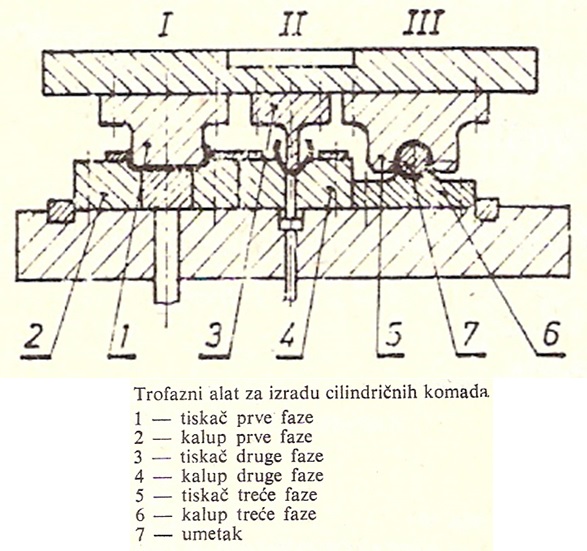 I II III
2 1 3 4 5 7 6
Trofazni alat za izradu cilindričnih komada
1 — tiskač prve faze
2 — kalup prve faze
3 — tiskač druge faze
4 — kalup druge faze
5 — tiskač treće faze
6 — kalup treće faze
7 — umetak